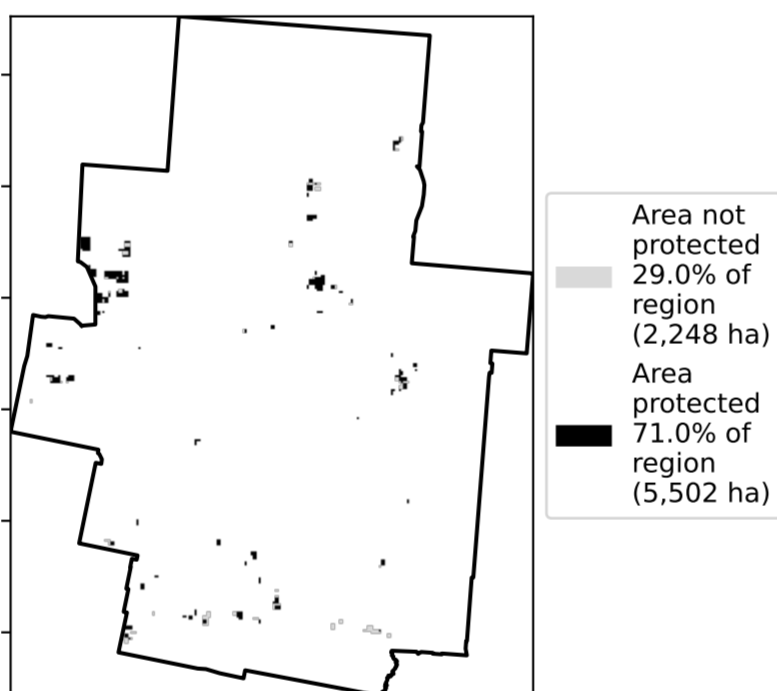 Area not
protected
29.0% of
region
(2,248 ha)
Area
protected
71.0% of
region
(5,502 ha)